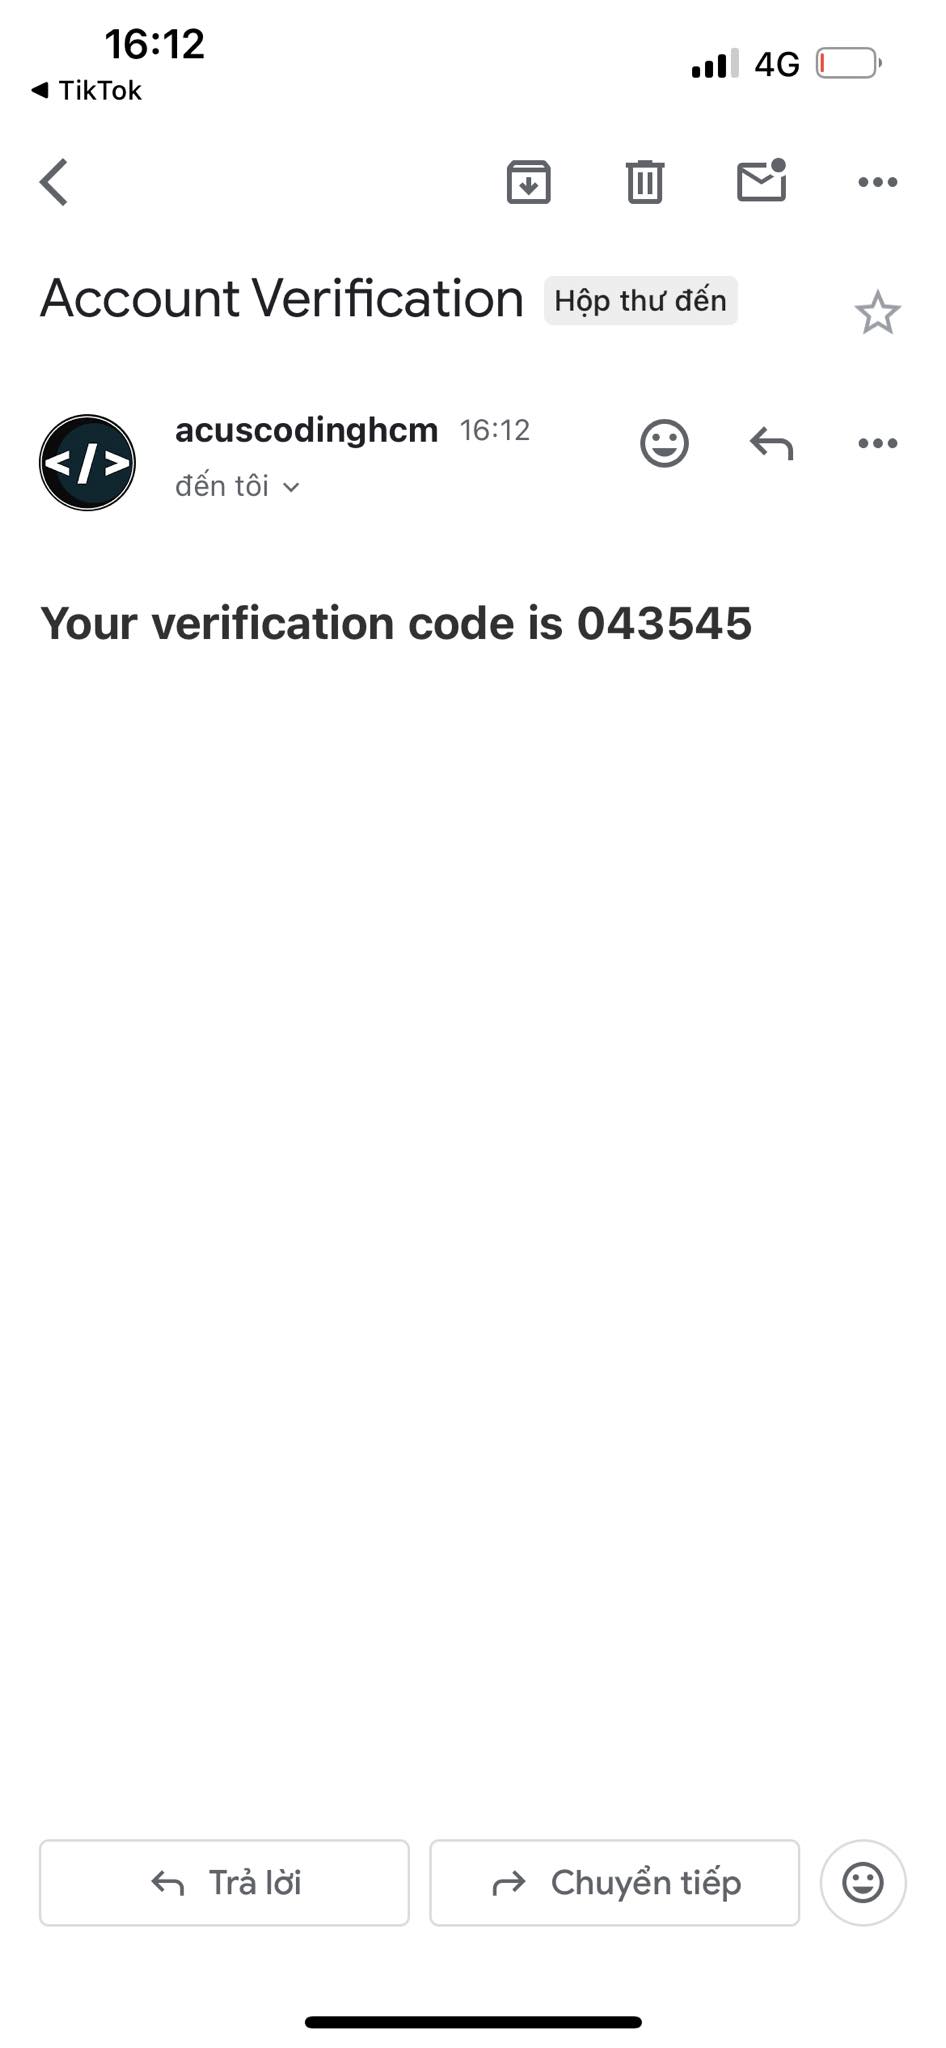 16:12
4G
◀ TikTok
Account Verification Hộp thư đến
</>
acuscodinghcm 16:12
đến tôi
Your verification code is 043545
Trả lời Chuyển tiếp